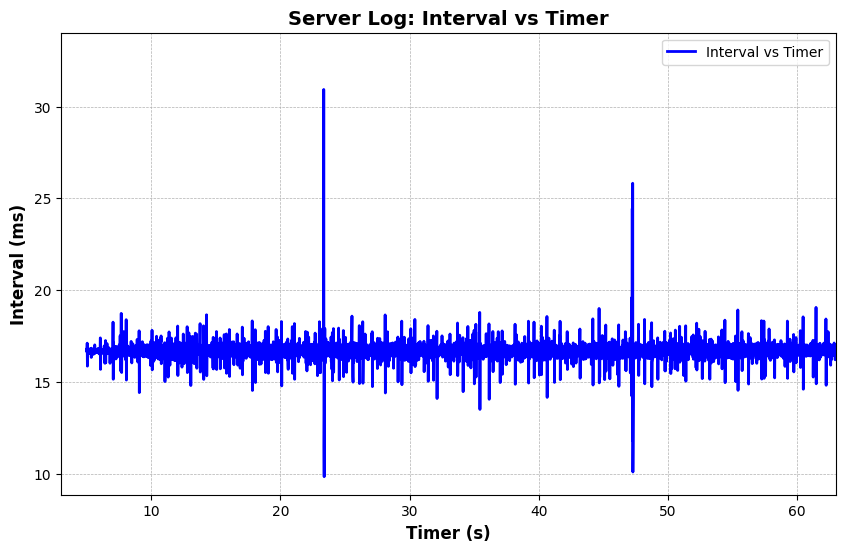 Server Log: Interval vs Timer
Interval vs Timer
30
25
20
15
10
Interval (ms)
10 20 30 40 50 60
Timer (s)